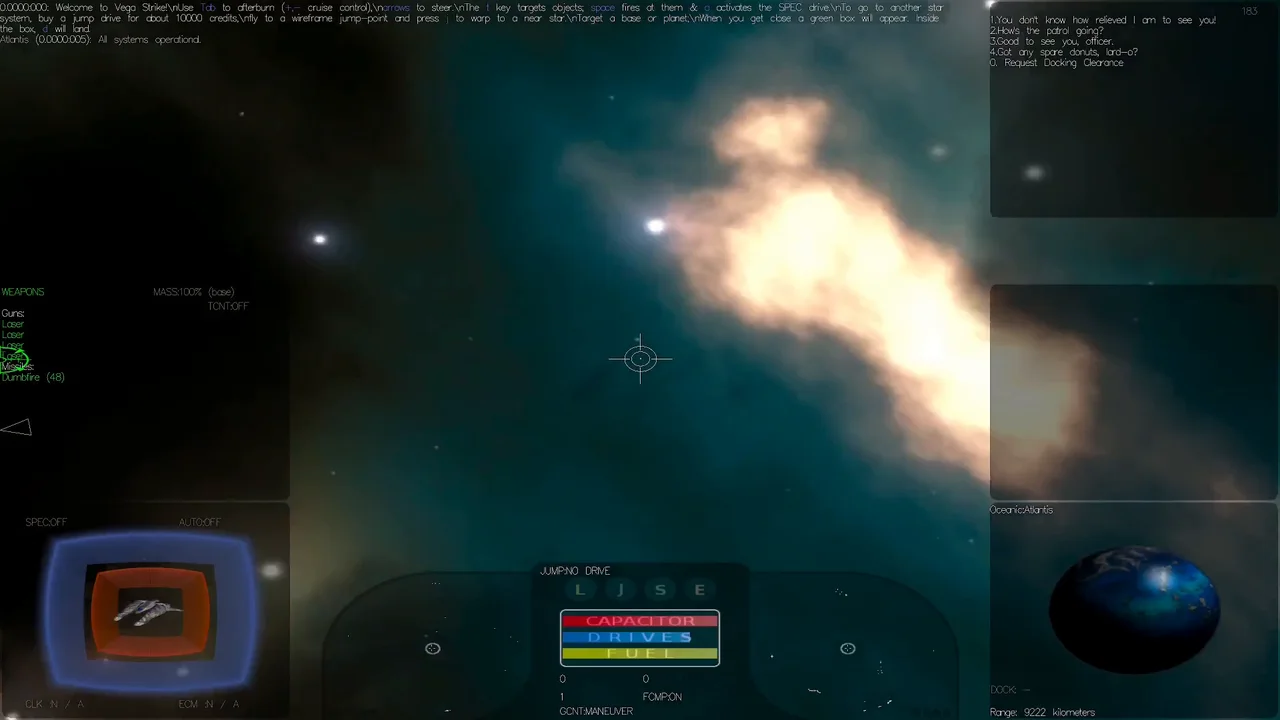 0.0000:000: Welcome to Vega Strike!\nUse Tab to afterburn (+,- cruise control),\narrows to steer.\nThe t key targets objects; space fires at them & a activates the SPEC drive.\nTo go to another star
system, buy a jump drive for about 10000 credits,\nfly to a wireframe jump-point and press j to warp to a near star.\nTarget a base or planet;\nWhen you get close a green box will appear. Inside
the box, d will land.
Atlantis (0.0000:005): All systems operational.
183
1.You don't know how relieved I am to see you!
2.How's the patrol going?
3.Good to see you, officer.
4.Got any spare donuts, lard-o?
0. Request Docking Clearance
WEAPONS
MASS:100% (base)
TCNT:OFF
Guns:
Laser
Laser
Laser
Laser
Missiles:
Dumbfire (48)
SPEC:OFF
AUTO:OFF
CLK :N / A
ECM :N / A
JUMP:NO DRIVE
L J S E
CAPACITOR
DRIVES
FUEL
0 0
1 FCMP:ON
GCNT:MANEUVER
Oceanic:Atlantis
DOCK: --
Range: 9222 kilometers